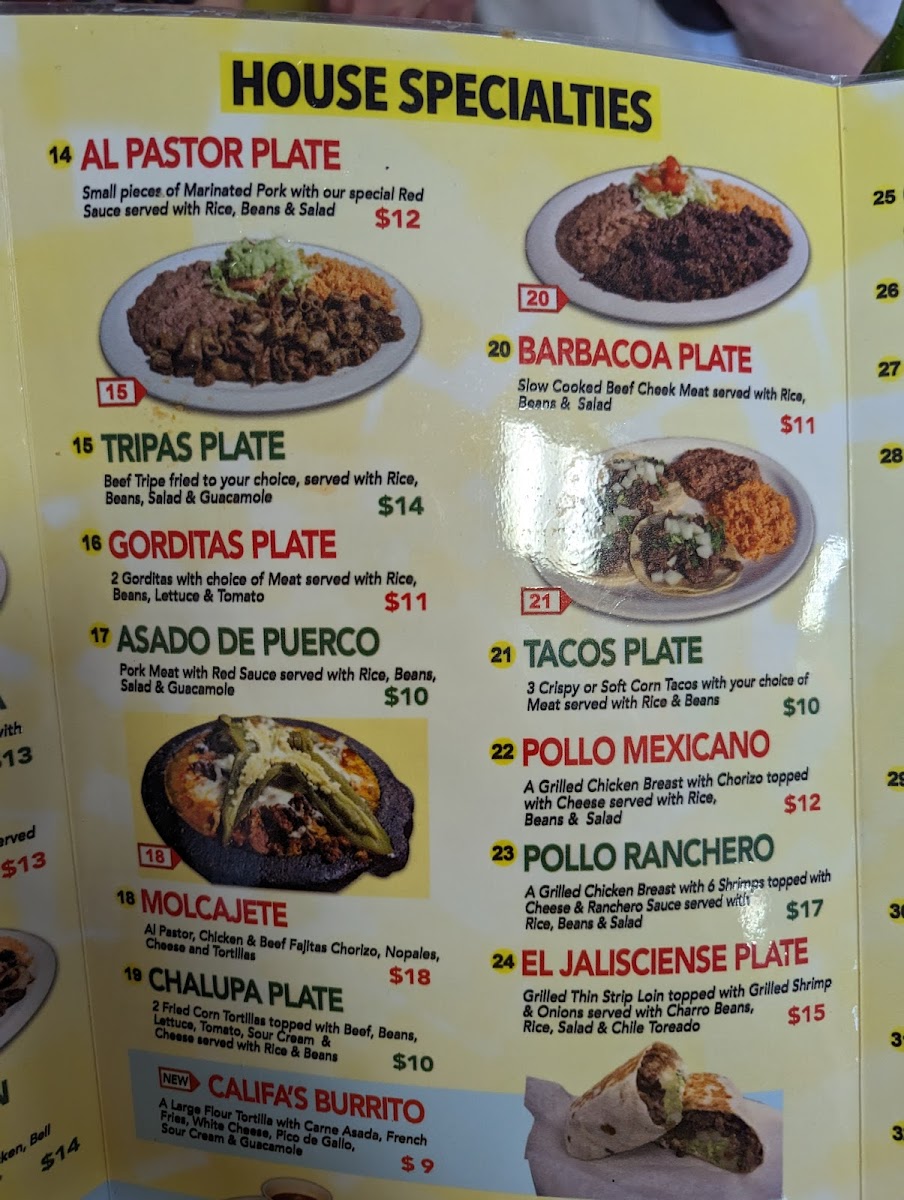 HOUSE SPECIALTIES
14 AL PASTOR PLATE
Small pieces of Marinated Pork with our special Red
Sauce served with Rice, Beans & Salad
$12
15
15 TRIPAS PLATE
Beef Tripe fried to your choice, served with Rice,
Beans, Salad & Guacamole
$14
16 GORDITAS PLATE
2 Gorditas with choice of Meat served with Rice,
Beans, Lettuce & Tomato
$11
17 ASADO DE PUERCO
Pork Meat with Red Sauce served with Rice, Beans,
Salad & Guacamole
$10
18
18 MOLCAJETE
Al Pastor, Chicken & Beef Fajitas Chorizo, Nopales,
Cheese and Tortillas
$18
19 CHALUPA PLATE
2 Fried Corn Tortillas topped with Beef, Beans,
Lettuce, Tomato, Sour Cream &
Cheese served with Rice & Beans
$10
NEW CALIFA'S BURRITO
A Large Flour Tortilla with Carne Asada, French
Fries, White Cheese, Pico de Gallo,
Sour Cream & Guacamole
$9
20
20 BARBACOA PLATE
Slow Cooked Beef Cheek Meat served with Rice,
Beans & Salad
$11
21
21 TACOS PLATE
3 Crispy or Soft Corn Tacos with your choice of
Meat served with Rice & Beans
$10
22 POLLO MEXICANO
A Grilled Chicken Breast with Chorizo topped
with Cheese served with Rice,
Beans & Salad
$12
23 POLLO RANCHERO
A Grilled Chicken Breast with 6 Shrimps topped with
Cheese & Ranchero Sauce served with
Rice, Beans & Salad
$17
24 EL JALISCIENSE PLATE
Grilled Thin Strip Loin topped with Grilled Shrimp
& Onions served with Charro Beans,
Rice, Salad & Chile Toreado
$15
$13
$13
Bell
$14
25
26
27
28